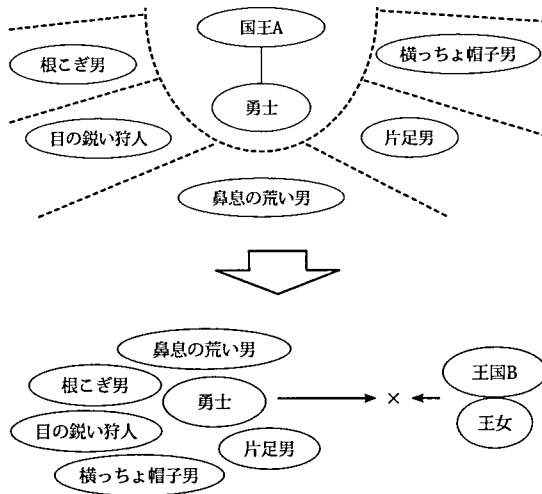 国王A
根こぎ男
横っちょ帽子男
勇士
目の鋭い狩人
片足男
鼻息の荒い男
鼻息の荒い男
根こぎ男
王国B
勇士
×
目の鋭い狩人
王女
片足男
横っちょ帽子男